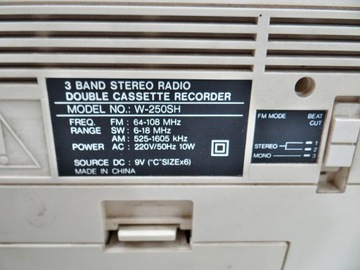 3 BAND STEREO RADIO
DOUBLE CASSETTE RECORDER
MODEL NO.: W-250SH
FREQ. FM : 64-108 MHz
RANGE SW : 6-18 MHz
AM : 525-1605 kHz
POWER AC : 220V/50Hz 10W
SOURCE DC : 9V ("C"SIZEx6)
MADE IN CHINA
FM MODE BEAT
CUT
STEREO 1
2
MONO 3